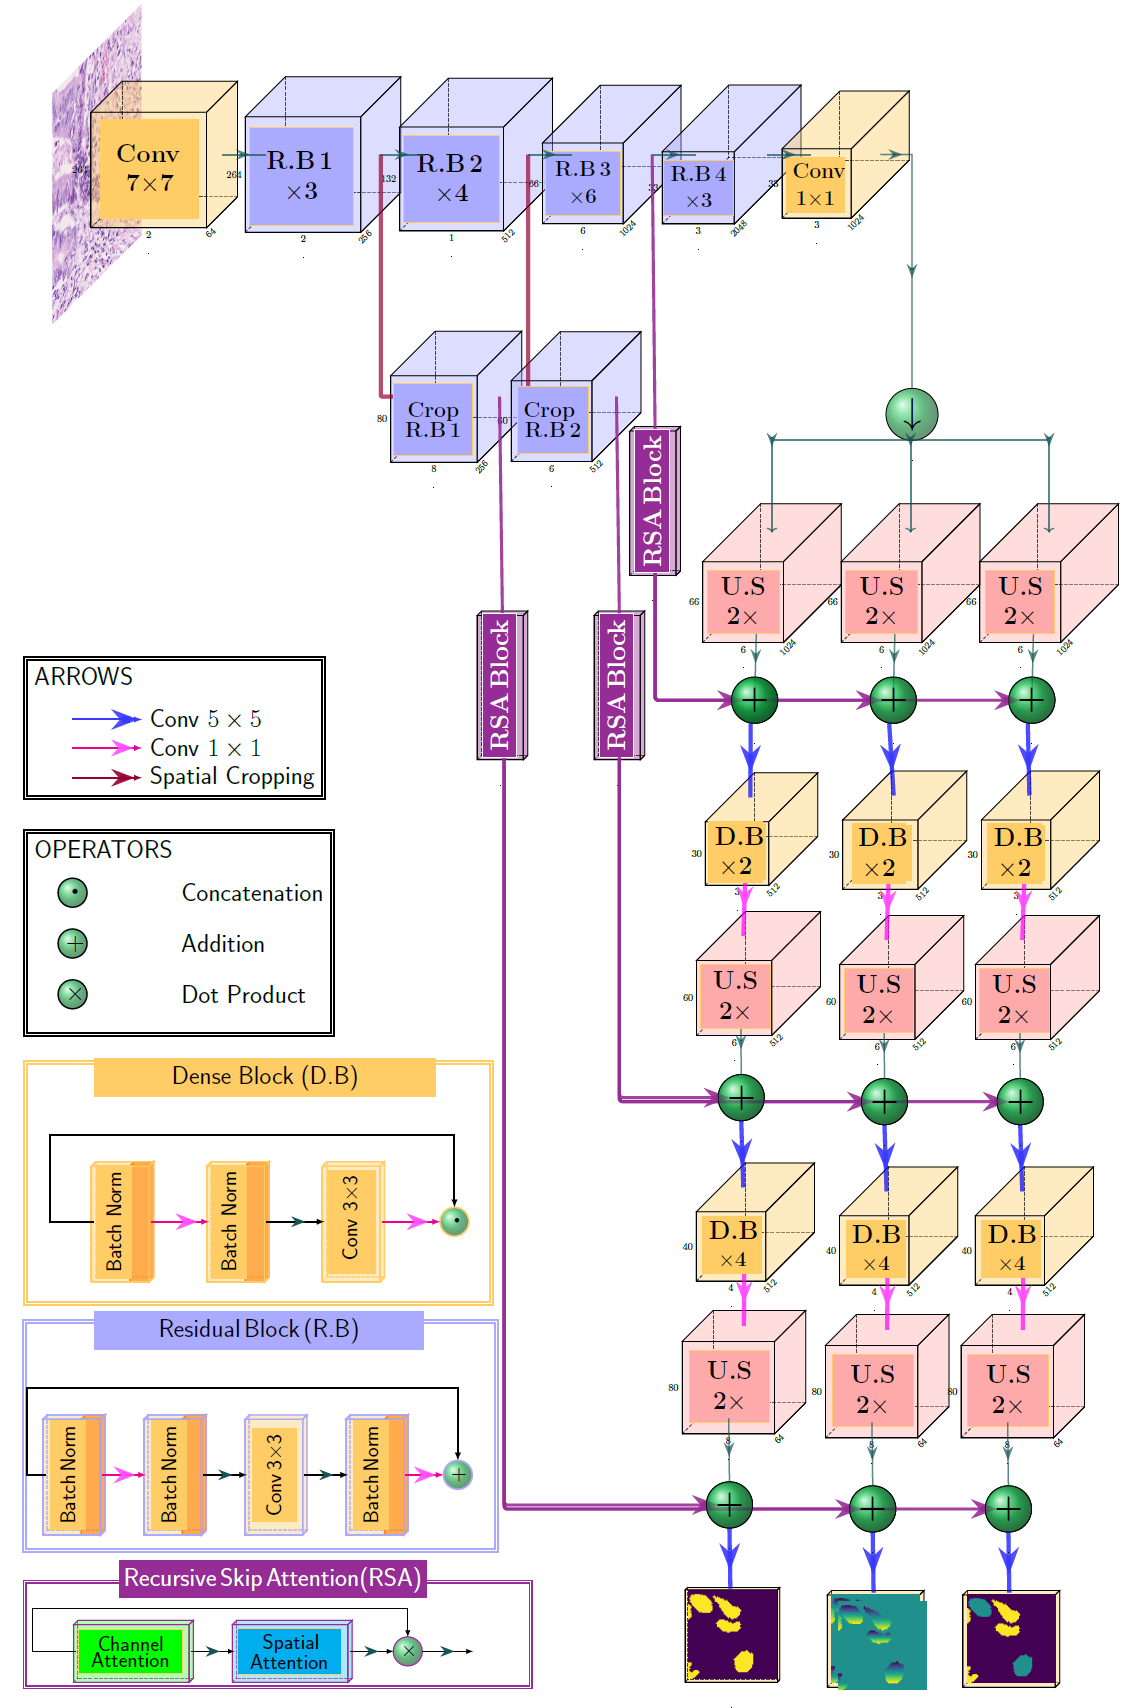 Conv
7×7
264
2
64
R.B 1
×3
264
2
256
R.B 2
×4
132
1
512
R.B 3
×6
66
6
1024
R.B 4
×3
33
3
2048
Conv
1×1
33
3
1024
Crop
R.B 1
80
8
256
Crop
R.B 2
60
6
512
↓
RSA Block
RSA Block
RSA Block
U.S
2×
66
6
1024
U.S
2×
66
6
1024
U.S
2×
66
6
1024
+
+
+
D.B
×2
30
3
512
D.B
×2
30
3
512
D.B
×2
30
3
512
U.S
2×
60
6
512
U.S
2×
60
6
512
U.S
2×
60
6
512
+
+
+
D.B
×4
40
4
512
D.B
×4
40
4
512
D.B
×4
40
4
512
U.S
2×
80
8
64
U.S
2×
80
8
64
U.S
2×
80
8
64
+
+
+
ARROWS
Conv 5 × 5
Conv 1 × 1
Spatial Cropping
OPERATORS
· Concatenation
+ Addition
× Dot Product
Dense Block (D.B)
Batch Norm
Batch Norm
Conv 3×3
·
Residual Block (R.B)
Batch Norm
Batch Norm
Conv 3×3
Batch Norm
+
Recursive Skip Attention(RSA)
Channel
Attention
Spatial
Attention
×